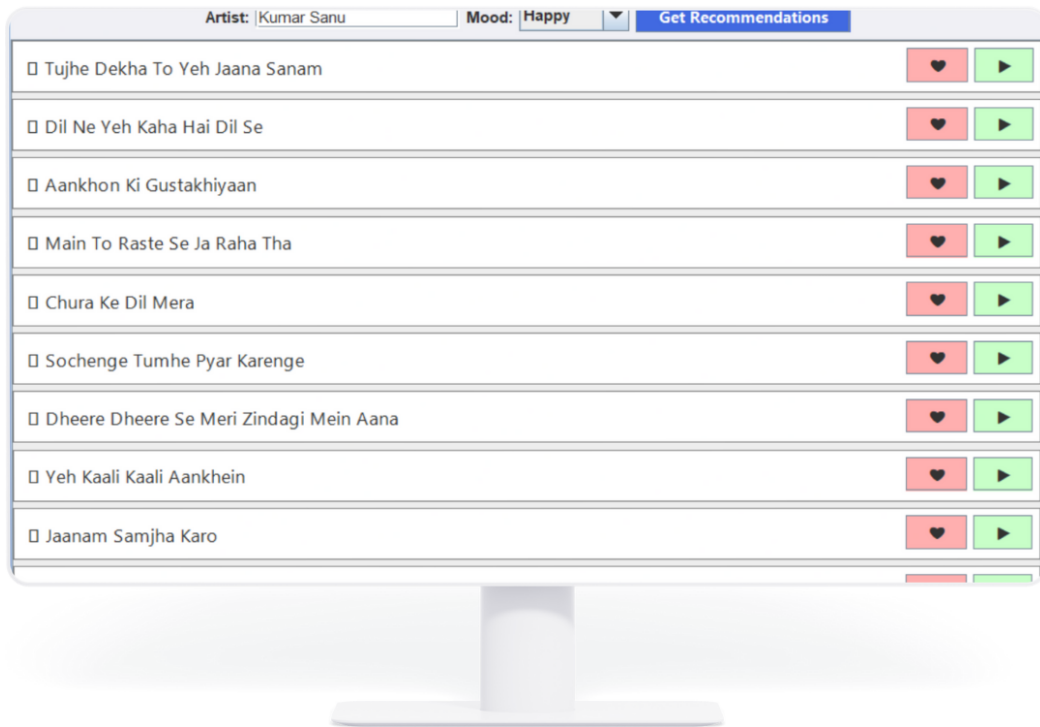 Artist: Kumar Sanu Mood: Happy Get Recommendations
Tujhe Dekha To Yeh Jaana Sanam
Dil Ne Yeh Kaha Hai Dil Se
Aankhon Ki Gustakhiyaan
Main To Raste Se Ja Raha Tha
Chura Ke Dil Mera
Sochenge Tumhe Pyar Karenge
Dheere Dheere Se Meri Zindagi Mein Aana
Yeh Kaali Kaali Aankhein
Jaanam Samjha Karo